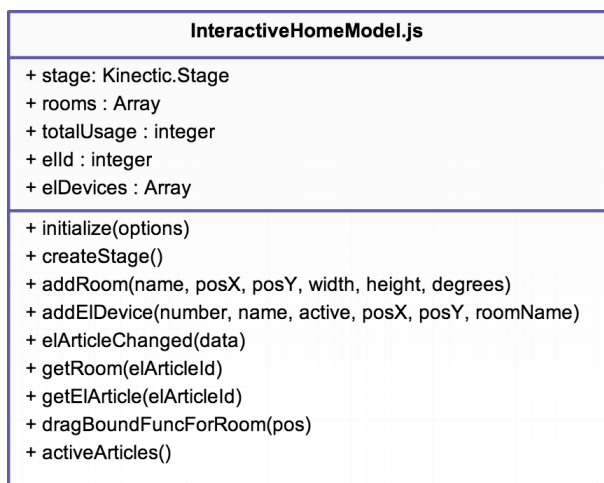 InteractiveHomeModel.js
+ stage: Kinectic.Stage
+ rooms : Array
+ totalUsage : integer
+ elId : integer
+ elDevices : Array
+ initialize(options)
+ createStage()
+ addRoom(name, posX, posY, width, height, degrees)
+ addElDevice(number, name, active, posX, posY, roomName)
+ elArticleChanged(data)
+ getRoom(elArticleId)
+ getElArticle(elArticleId)
+ dragBoundFuncForRoom(pos)
+ activeArticles()